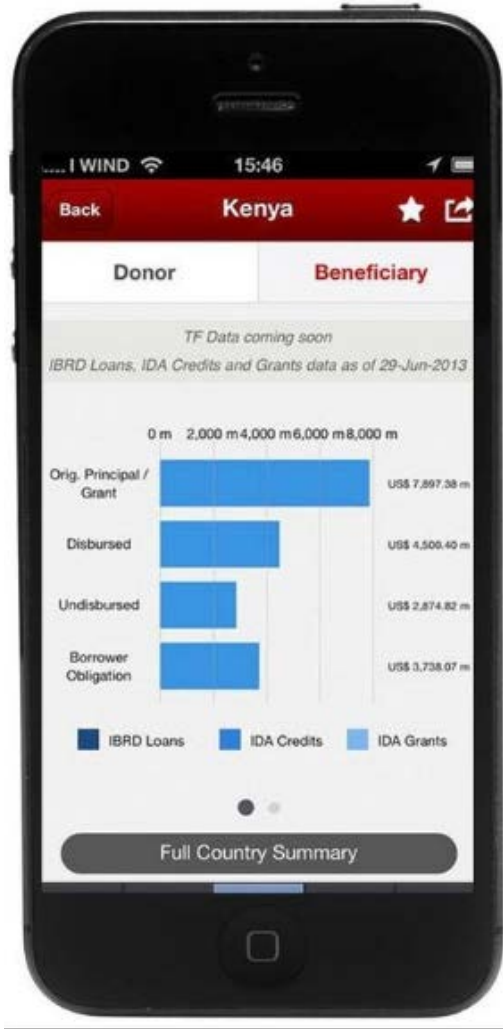 I WIND 15:46
Back Kenya
Donor Beneficiary
TF Data coming soon
IBRD Loans, IDA Credits and Grants data as of 29-Jun-2013
0 m 2,000 m 4,000 m 6,000 m 8,000 m
Orig. Principal /
Grant
US$ 7,897.38 m
Disbursed US$ 4,506.40 m
Undisbursed US$ 2,874.82 m
Borrower
Obligation
US$ 3,738.07 m
IBRD Loans IDA Credits IDA Grants
Full Country Summary